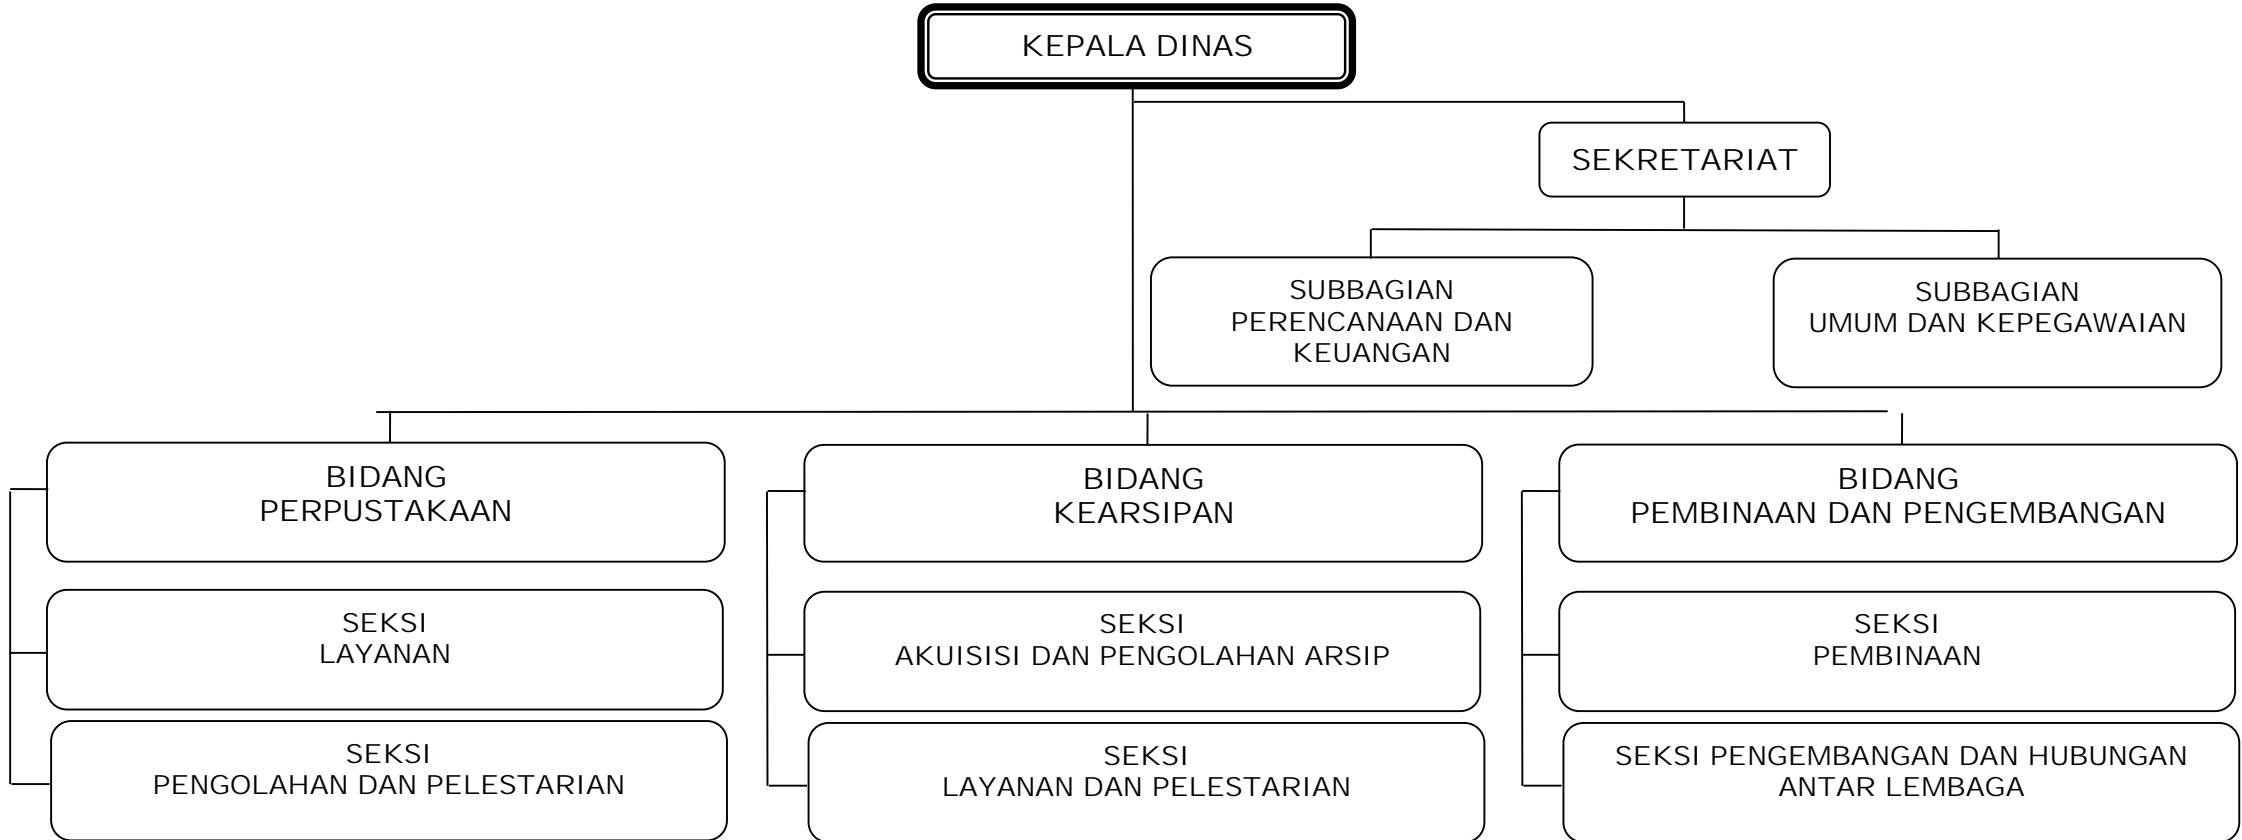 KEPALA DINAS
SEKRETARIAT
SUBBAGIAN
PERENCANAAN DAN
KEUANGAN
SUBBAGIAN
UMUM DAN KEPEGAWAIAN
BIDANG
PERPUSTAKAAN
SEKSI
LAYANAN
SEKSI
PENGOLAHAN DAN PELESTARIAN
BIDANG
KEARSIPAN
SEKSI
AKUISISI DAN PENGOLAHAN ARSIP
SEKSI
LAYANAN DAN PELESTARIAN
BIDANG
PEMBINAAN DAN PENGEMBANGAN
SEKSI
PEMBINAAN
SEKSI PENGEMBANGAN DAN HUBUNGAN
ANTAR LEMBAGA